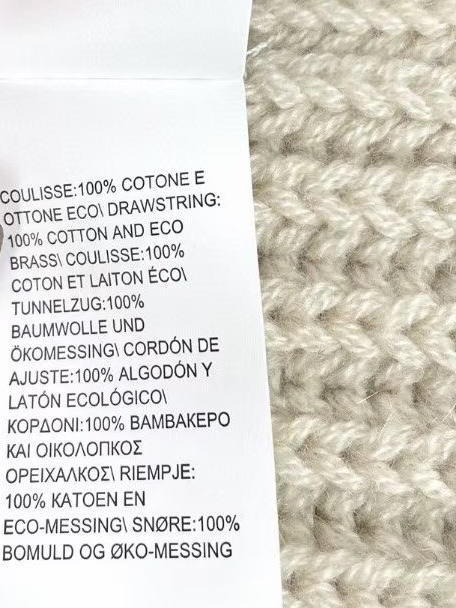 COULISSE:100% COTONE E
OTTONE ECO\ DRAWSTRING:
100% COTTON AND ECO
BRASS\ COULISSE:100%
COTON ET LAITON ÉCO\
TUNNELZUG:100%
BAUMWOLLE UND
ÖKOMESSING\ CORDÓN DE
AJUSTE:100% ALGODÓN Y
LATÓN ECOLÓGICO\
ΚΟΡΔΟΝΙ:100% ΒΑΜΒΑΚΕΡΟ
ΚΑΙ ΟΙΚΟΛΟΠΚΟΣ
ΟΡΕΙΧΑΛΚΟΣ\ RIEMPJE:
100% KATOEN EN
ECO-MESSING\ SNØRE:100%
BOMULD OG ØKO-MESSING